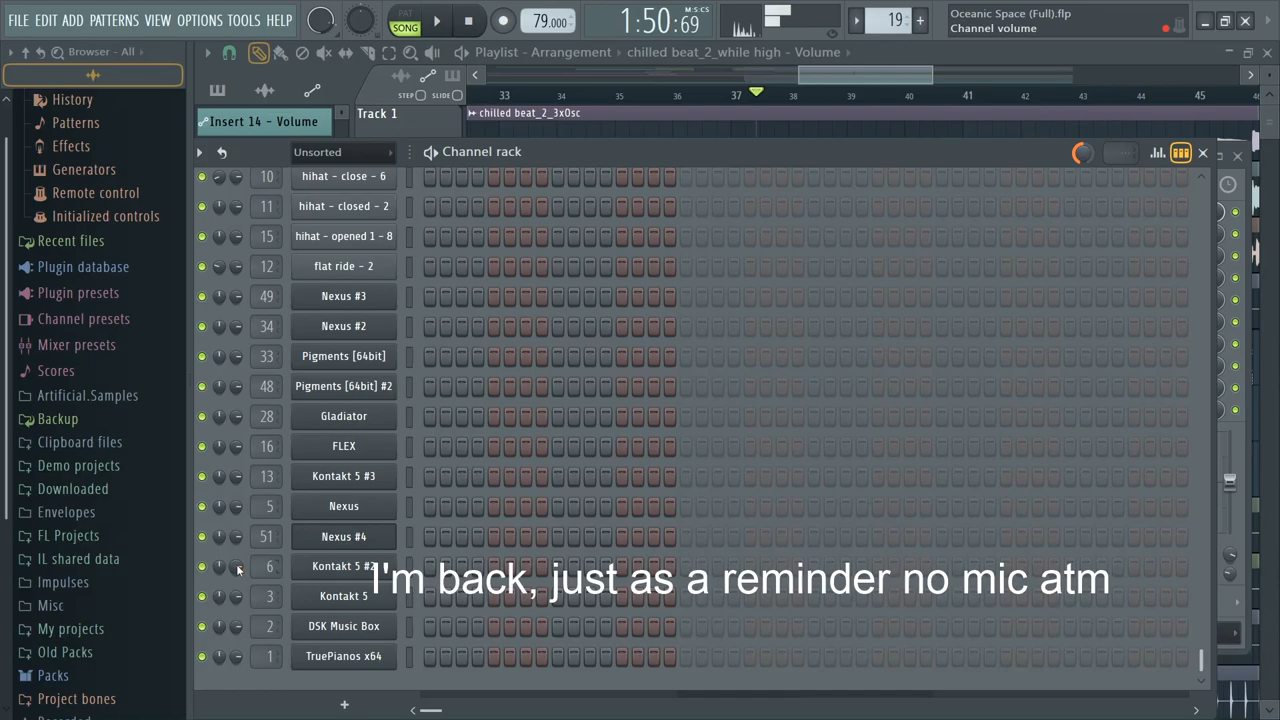 FILE EDIT ADD PATTERNS VIEW OPTIONS TOOLS HELP
PAT
SONG
79.000
1:50:69
M:S:CS
19
Oceanic Space (Full).flp
Channel volume
Browser - All
Playlist - Arrangement
chilled beat_2_while high - Volume
STEP
SLIDE
33
34
35
36
37
38
39
40
41
42
43
44
45
Insert 14 - Volume
Track 1
chilled beat_2_3xOsc
Unsorted
Channel rack
History
Patterns
Effects
Generators
Remote control
Initialized controls
Recent files
Plugin database
Plugin presets
Channel presets
Mixer presets
Scores
Artificial.Samples
Backup
Clipboard files
Demo projects
Downloaded
Envelopes
FL Projects
IL shared data
Impulses
Misc
My projects
Old Packs
Packs
Project bones
10 hihat - close - 6
11 hihat - closed - 2
15 hihat - opened 1 - 8
12 flat ride - 2
49 Nexus #3
34 Nexus #2
33 Pigments [64bit]
48 Pigments [64bit] #2
28 Gladiator
16 FLEX
13 Kontakt 5 #3
5 Nexus
51 Nexus #4
6 Kontakt 5 #2
3 Kontakt 5
2 DSK Music Box
1 TruePianos x64
I'm back, just as a reminder no mic atm